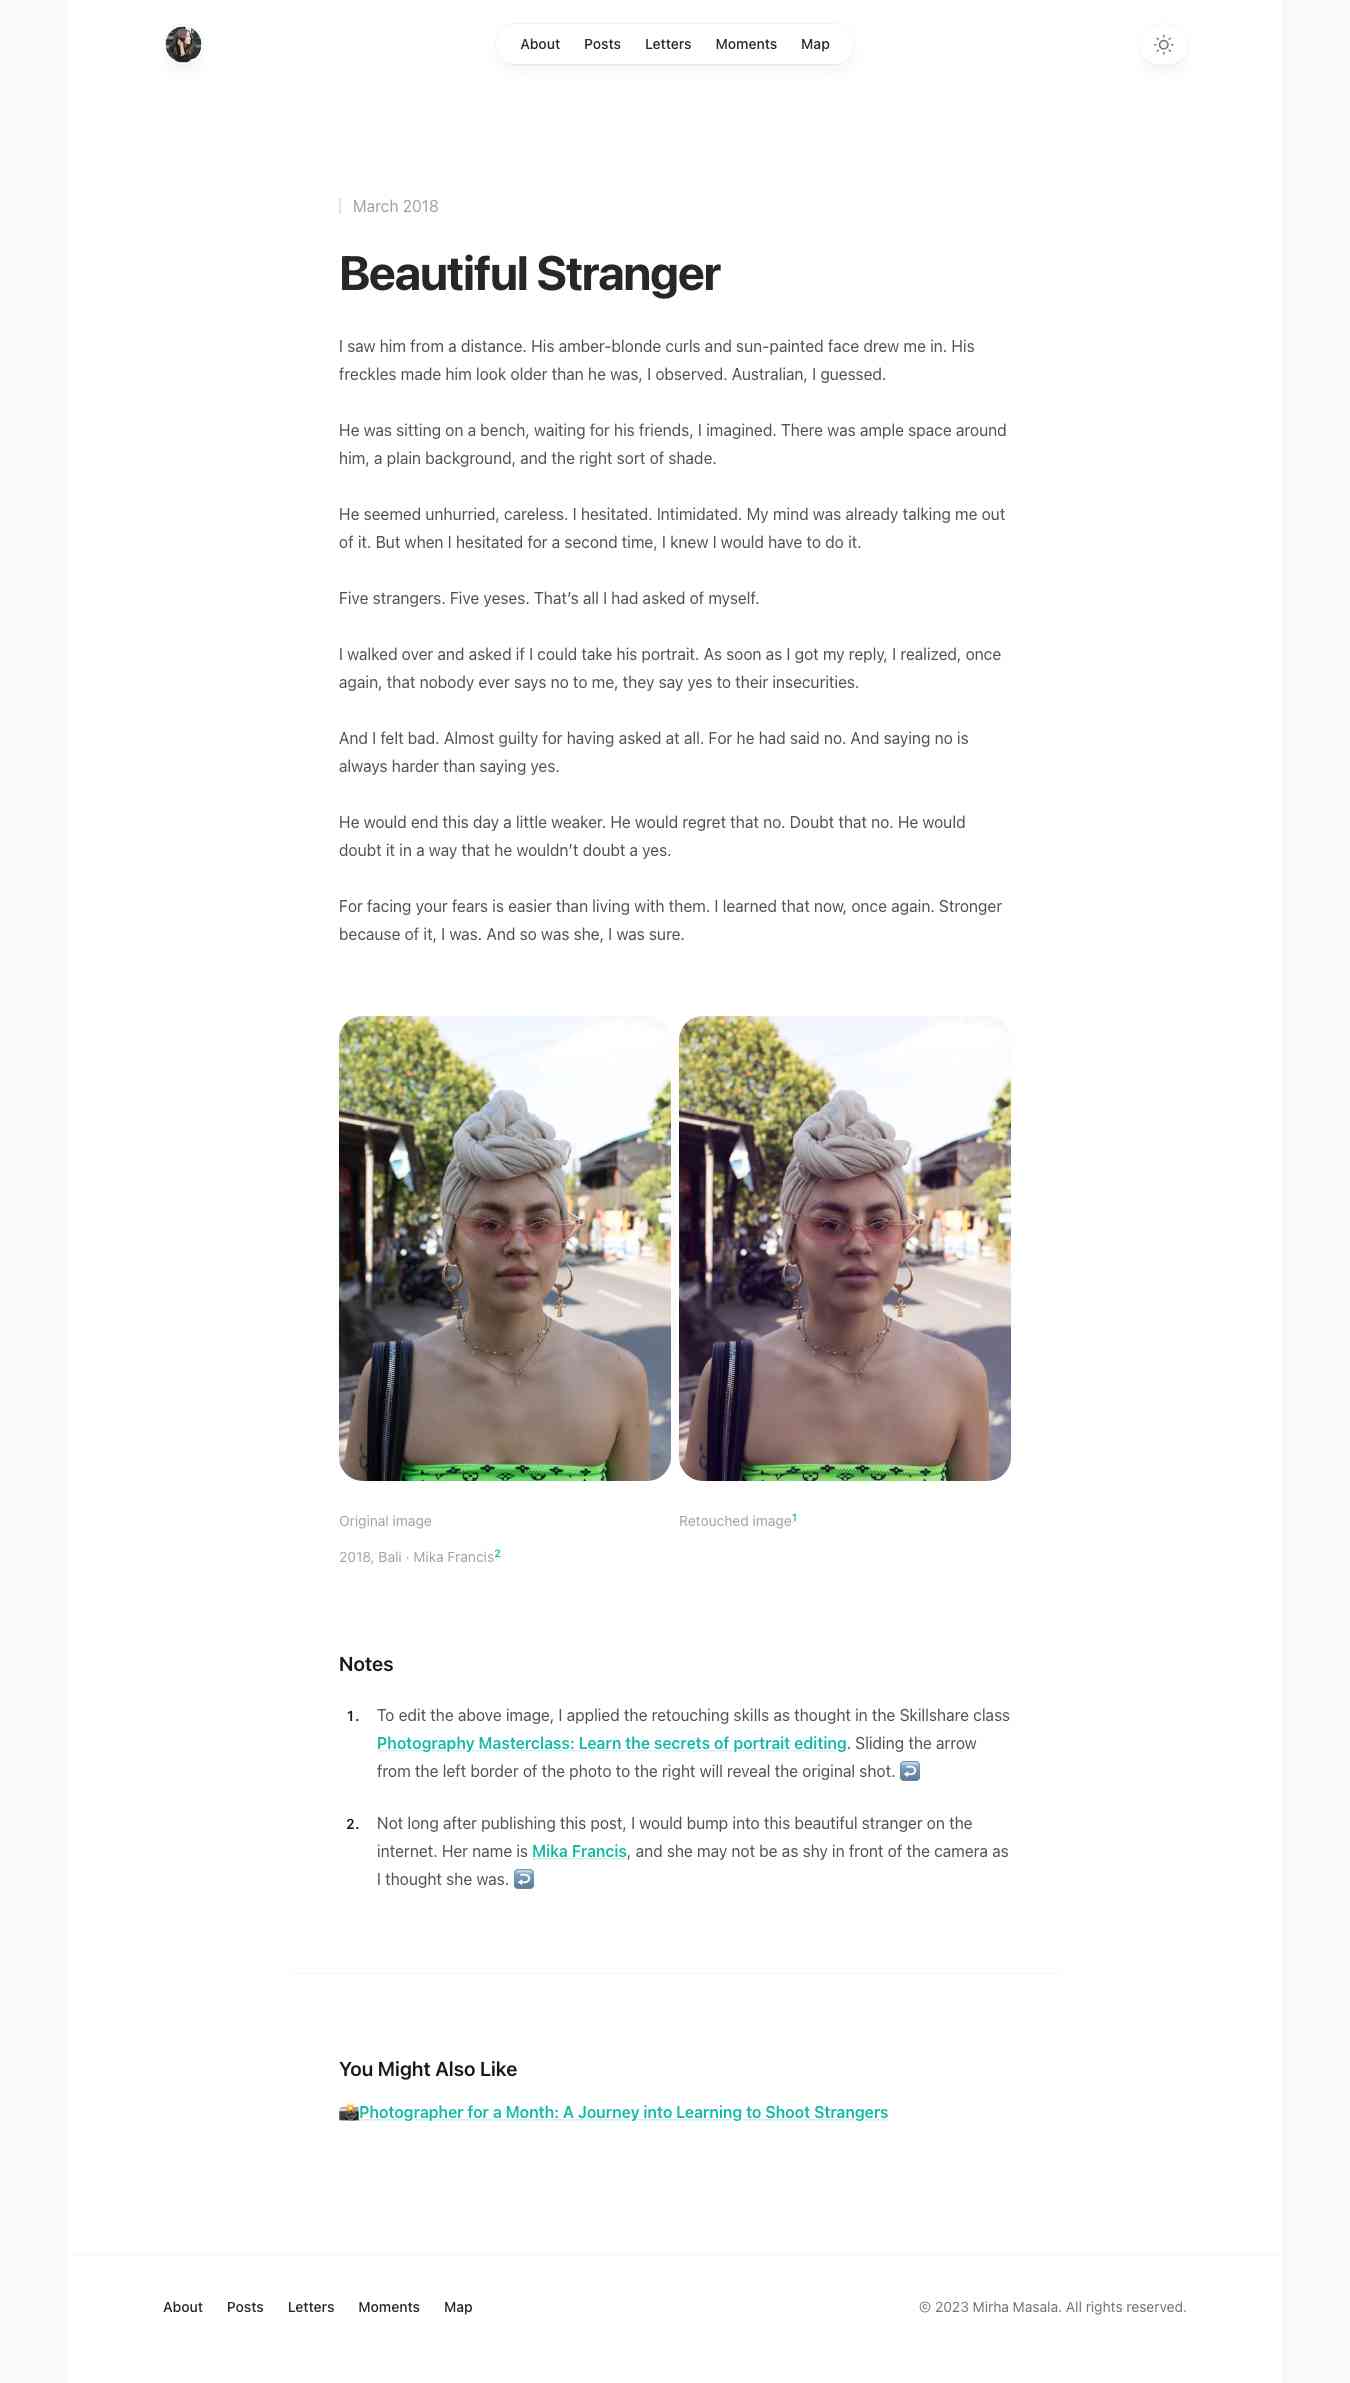 About Posts Letters Moments Map
March 2018
Beautiful Stranger
I saw him from a distance. His amber-blonde curls and sun-painted face drew me in. His
freckles made him look older than he was, I observed. Australian, I guessed.
He was sitting on a bench, waiting for his friends, I imagined. There was ample space around
him, a plain background, and the right sort of shade.
He seemed unhurried, careless. I hesitated. Intimidated. My mind was already talking me out
of it. But when I hesitated for a second time, I knew I would have to do it.
Five strangers. Five yeses. That’s all I had asked of myself.
I walked over and asked if I could take his portrait. As soon as I got my reply, I realized, once
again, that nobody ever says no to me, they say yes to their insecurities.
And I felt bad. Almost guilty for having asked at all. For he had said no. And saying no is
always harder than saying yes.
He would end this day a little weaker. He would regret that no. Doubt that no. He would
doubt it in a way that he wouldn’t doubt a yes.
For facing your fears is easier than living with them. I learned that now, once again. Stronger
because of it, I was. And so was she, I was sure.
Original image
Retouched image1
2018, Bali · Mika Francis2
Notes
1. To edit the above image, I applied the retouching skills as thought in the Skillshare class
Photography Masterclass: Learn the secrets of portrait editing. Sliding the arrow
from the left border of the photo to the right will reveal the original shot. ↩️
2. Not long after publishing this post, I would bump into this beautiful stranger on the
internet. Her name is Mika Francis, and she may not be as shy in front of the camera as
I thought she was. ↩️
You Might Also Like
📸Photographer for a Month: A Journey into Learning to Shoot Strangers
About Posts Letters Moments Map
© 2023 Mirha Masala. All rights reserved.